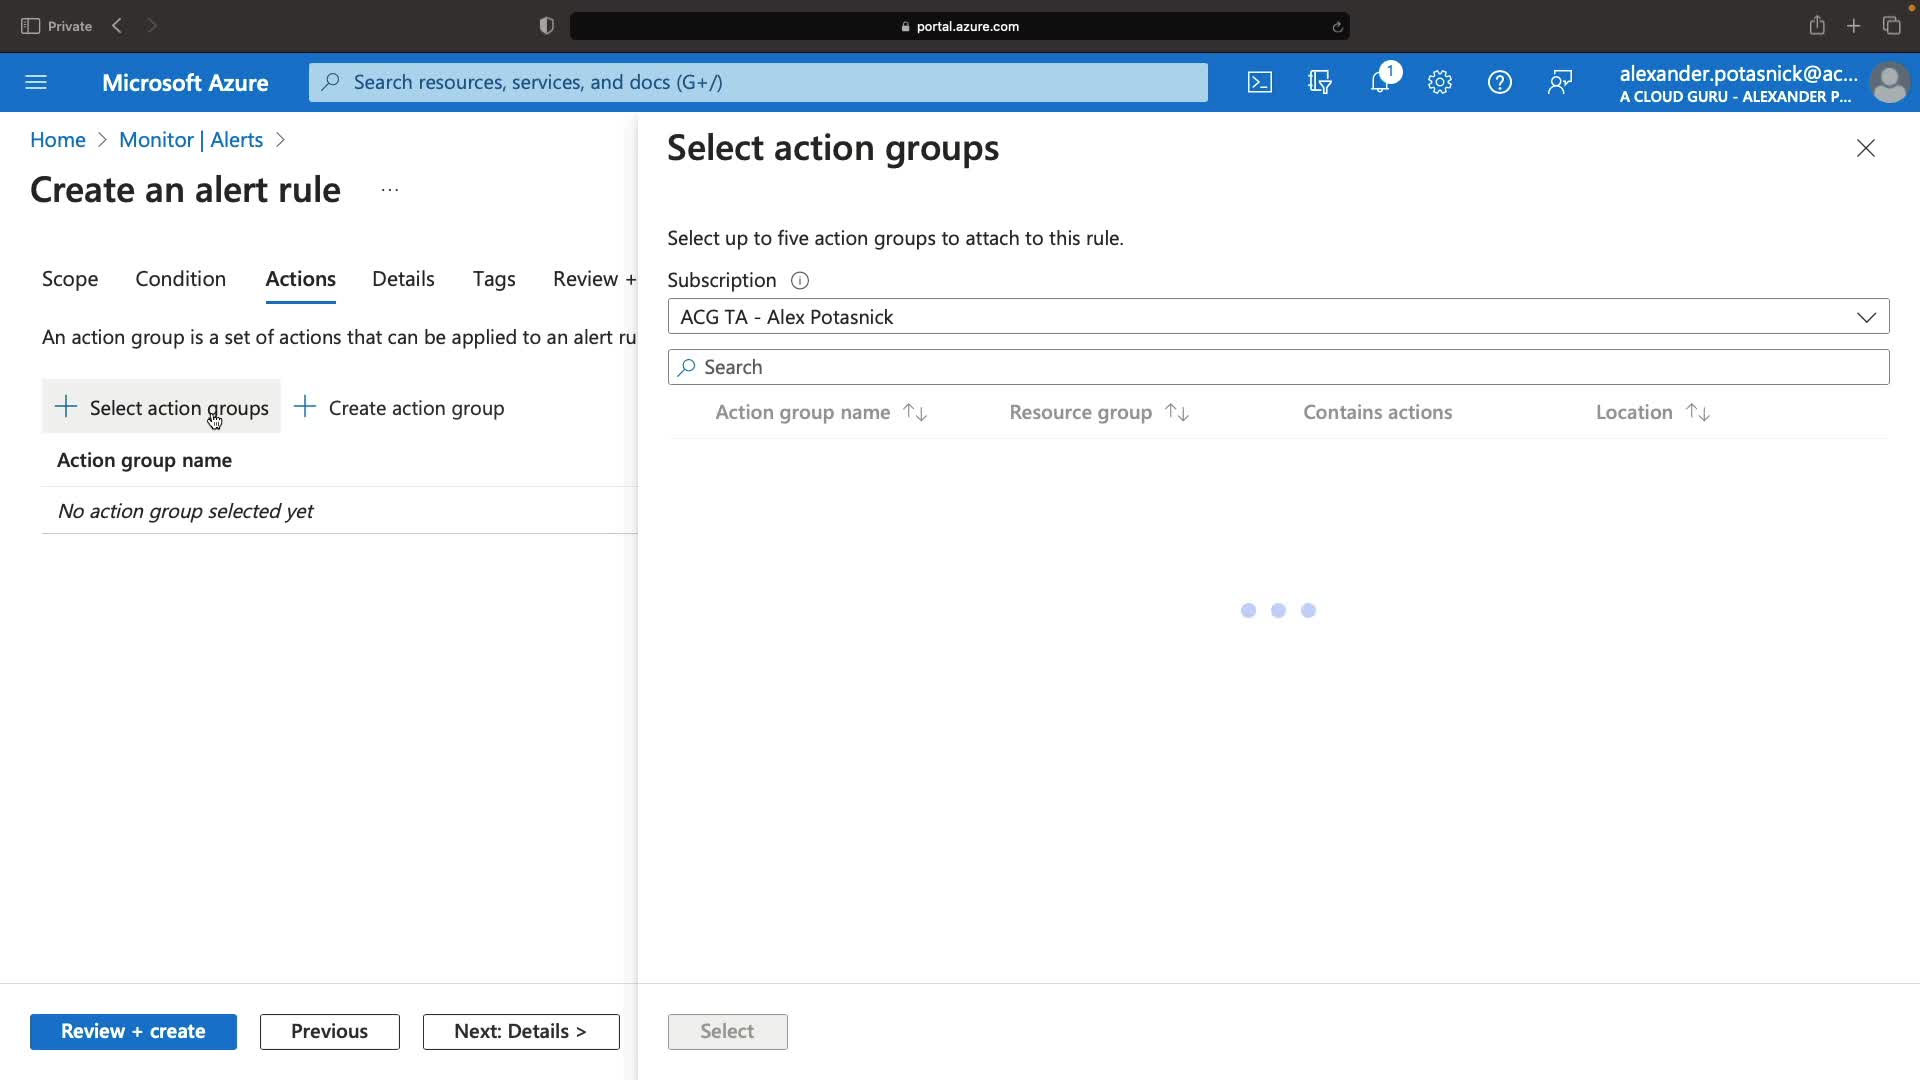 Private
portal.azure.com
Microsoft Azure
Search resources, services, and docs (G+/)
1
alexander.potasnick@ac...
A CLOUD GURU - ALEXANDER P...
Home > Monitor | Alerts >
Create an alert rule ...
Scope Condition Actions Details Tags Review +
An action group is a set of actions that can be applied to an alert ru
Select action groups
Create action group
Action group name
No action group selected yet
Review + create
Previous
Next: Details >
Select action groups
Select up to five action groups to attach to this rule.
Subscription
ACG TA - Alex Potasnick
Search
Action group name Resource group Contains actions Location
Select